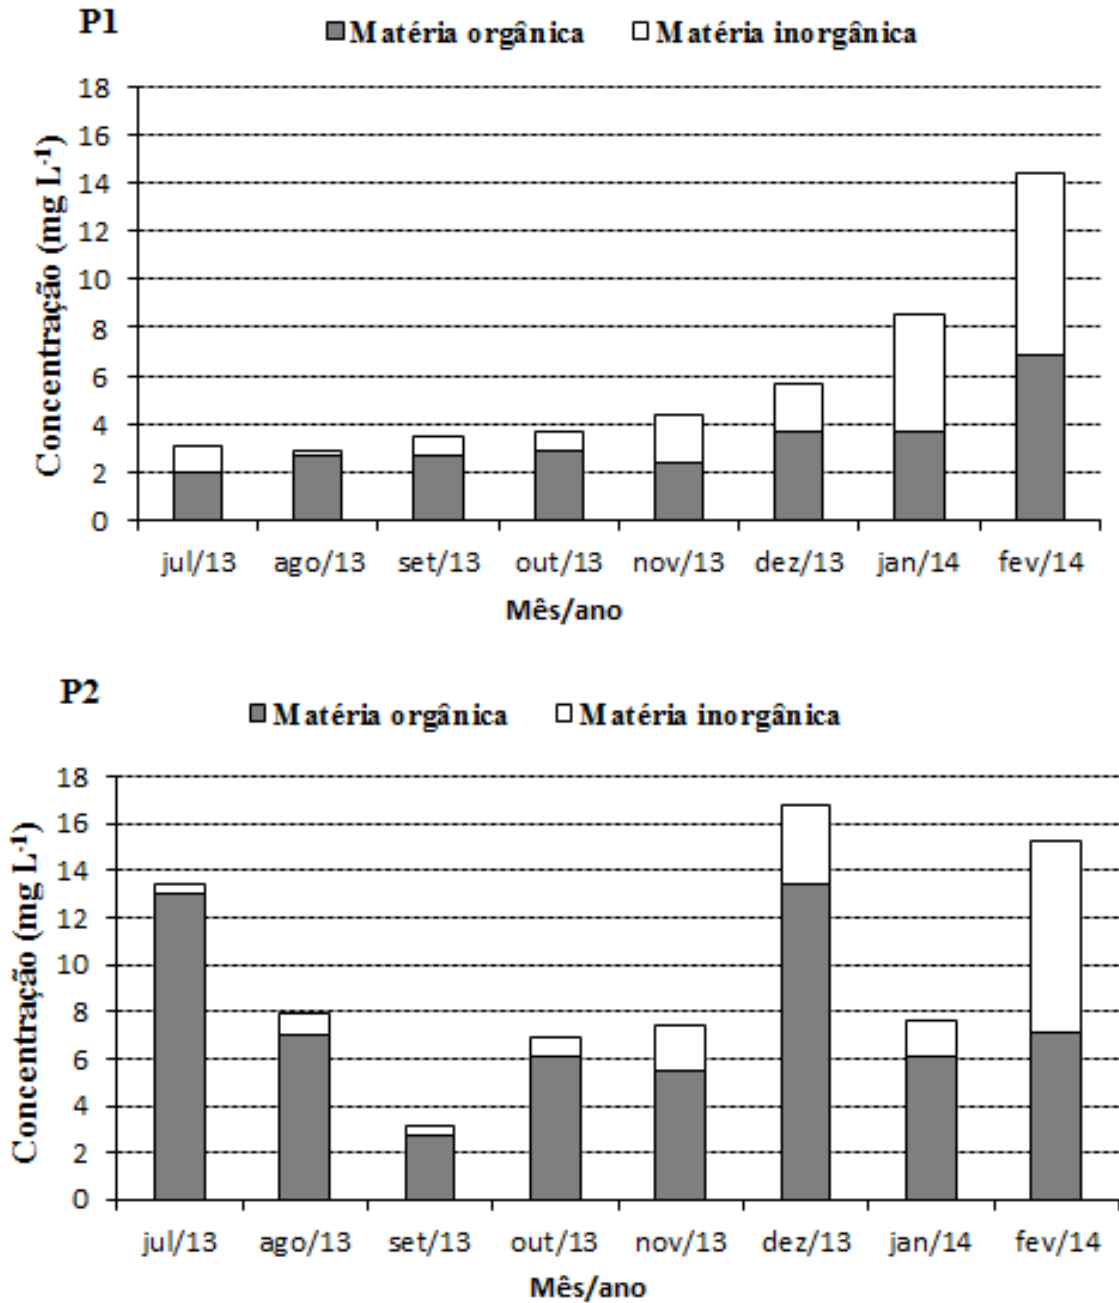 P1
Matéria orgânica Matéria inorgânica
18
16
14
12
10
8
6
4
2
0
Concentração (mg L⁻¹)
jul/13 ago/13 set/13 out/13 nov/13 dez/13 jan/14 fev/14
Mês/ano
P2
Matéria orgânica Matéria inorgânica
18
16
14
12
10
8
6
4
2
0
Concentração (mg L⁻¹)
jul/13 ago/13 set/13 out/13 nov/13 dez/13 jan/14 fev/14
Mês/ano